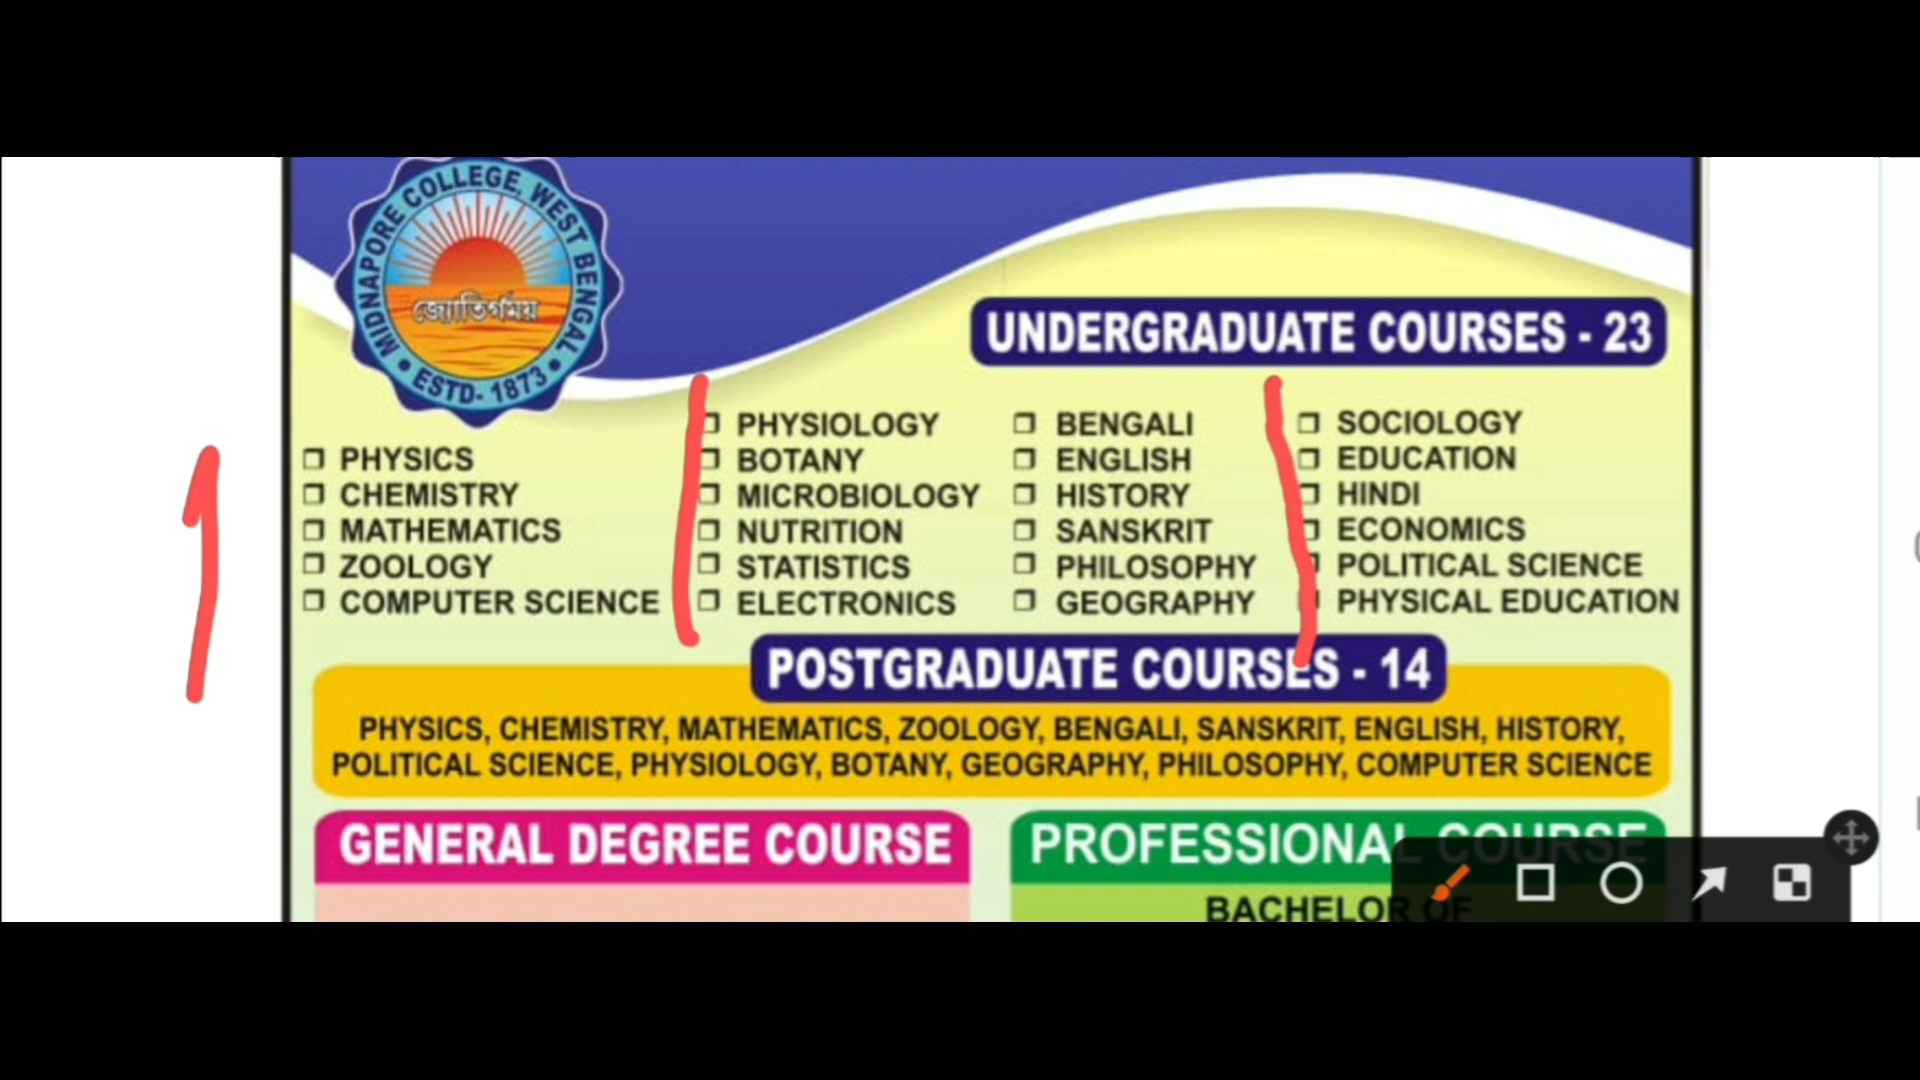 MIDNAPORE COLLEGE, WEST BENGAL
জ্যোতির্গময়
ESTD- 1873
UNDERGRADUATE COURSES - 23
PHYSICS
CHEMISTRY
MATHEMATICS
ZOOLOGY
COMPUTER SCIENCE
PHYSIOLOGY
BOTANY
MICROBIOLOGY
NUTRITION
STATISTICS
ELECTRONICS
BENGALI
ENGLISH
HISTORY
SANSKRIT
PHILOSOPHY
GEOGRAPHY
SOCIOLOGY
EDUCATION
HINDI
ECONOMICS
POLITICAL SCIENCE
PHYSICAL EDUCATION
1
POSTGRADUATE COURSES - 14
PHYSICS, CHEMISTRY, MATHEMATICS, ZOOLOGY, BENGALI, SANSKRIT, ENGLISH, HISTORY,
POLITICAL SCIENCE, PHYSIOLOGY, BOTANY, GEOGRAPHY, PHILOSOPHY, COMPUTER SCIENCE
GENERAL DEGREE COURSE
PROFESSIONAL COURSE
BACHELOR OF